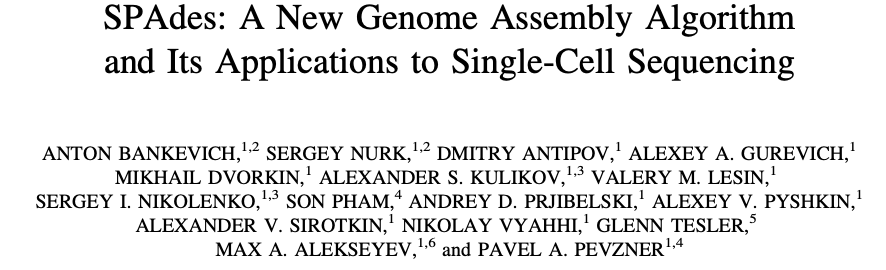 SPAdes: A New Genome Assembly Algorithm
and Its Applications to Single-Cell Sequencing
ANTON BANKEVICH,1,2 SERGEY NURK,1,2 DMITRY ANTIPOV,1 ALEXEY A. GUREVICH,1
MIKHAIL DVORKIN,1 ALEXANDER S. KULIKOV,1,3 VALERY M. LESIN,1
SERGEY I. NIKOLENKO,1,3 SON PHAM,4 ANDREY D. PRJIBELSKI,1 ALEXEY V. PYSHKIN,1
ALEXANDER V. SIROTKIN,1 NIKOLAY VYAHHI,1 GLENN TESLER,5
MAX A. ALEKSEYEV,1,6 and PAVEL A. PEVZNER1,4